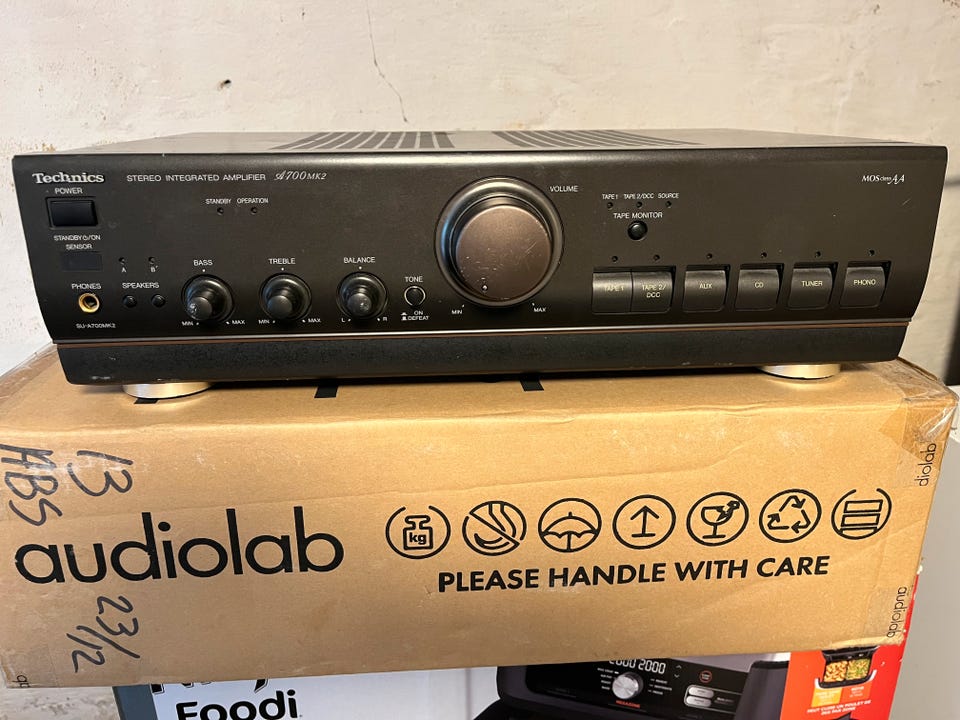 Technics
STEREO INTEGRATED AMPLIFIER A700MK2
MOS class AA
POWER
STANDBY OPERATION
VOLUME
TAPE 1 TAPE 2/DCC SOURCE
TAPE MONITOR
STANDBY⏻/ON
SENSOR
A B
PHONES SPEAKERS
BASS TREBLE BALANCE TONE
ON
DEFEAT
MIN MAX MIN MAX L R
MIN MAX
TAPE 1
TAPE 2/
DCC
AUX
CD
TUNER
PHONO
SU-A700MK2
13
ABS
23/12
audiolab
kg
PLEASE HANDLE WITH CARE
diolab
audiolab
Foodi